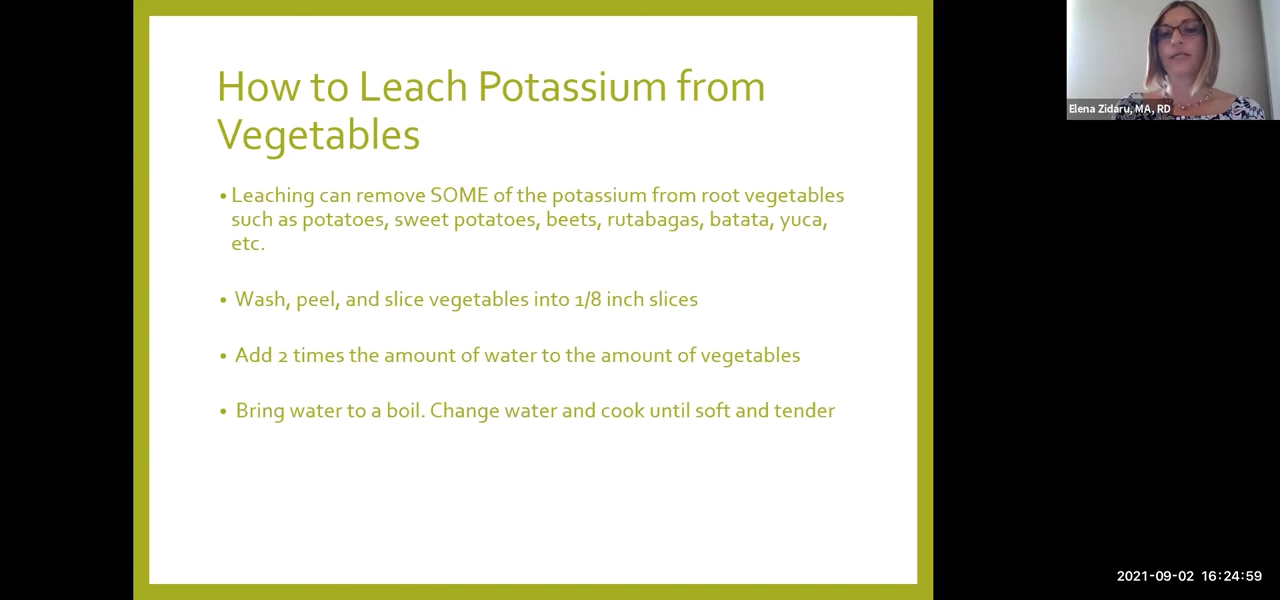 How to Leach Potassium from
Vegetables
• Leaching can remove SOME of the potassium from root vegetables
such as potatoes, sweet potatoes, beets, rutabagas, batata, yuca,
etc.
• Wash, peel, and slice vegetables into 1/8 inch slices
• Add 2 times the amount of water to the amount of vegetables
• Bring water to a boil. Change water and cook until soft and tender
Elena Zidaru, MA, RD
2021-09-02 16:24:59